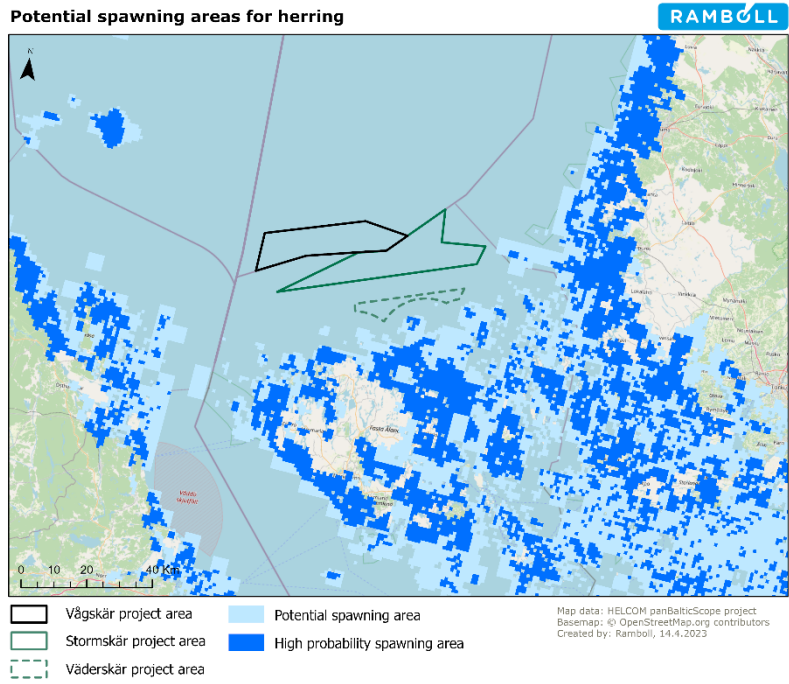 Potential spawning areas for herring
RAMBOLL
N
0 10 20 40 Km
Vågskär project area
Stormskär project area
Väderskär project area
Potential spawning area
High probability spawning area
Map data: HELCOM panBalticScope project
Basemap: © OpenStreetMap.org contributors
Created by: Ramboll, 14.4.2023